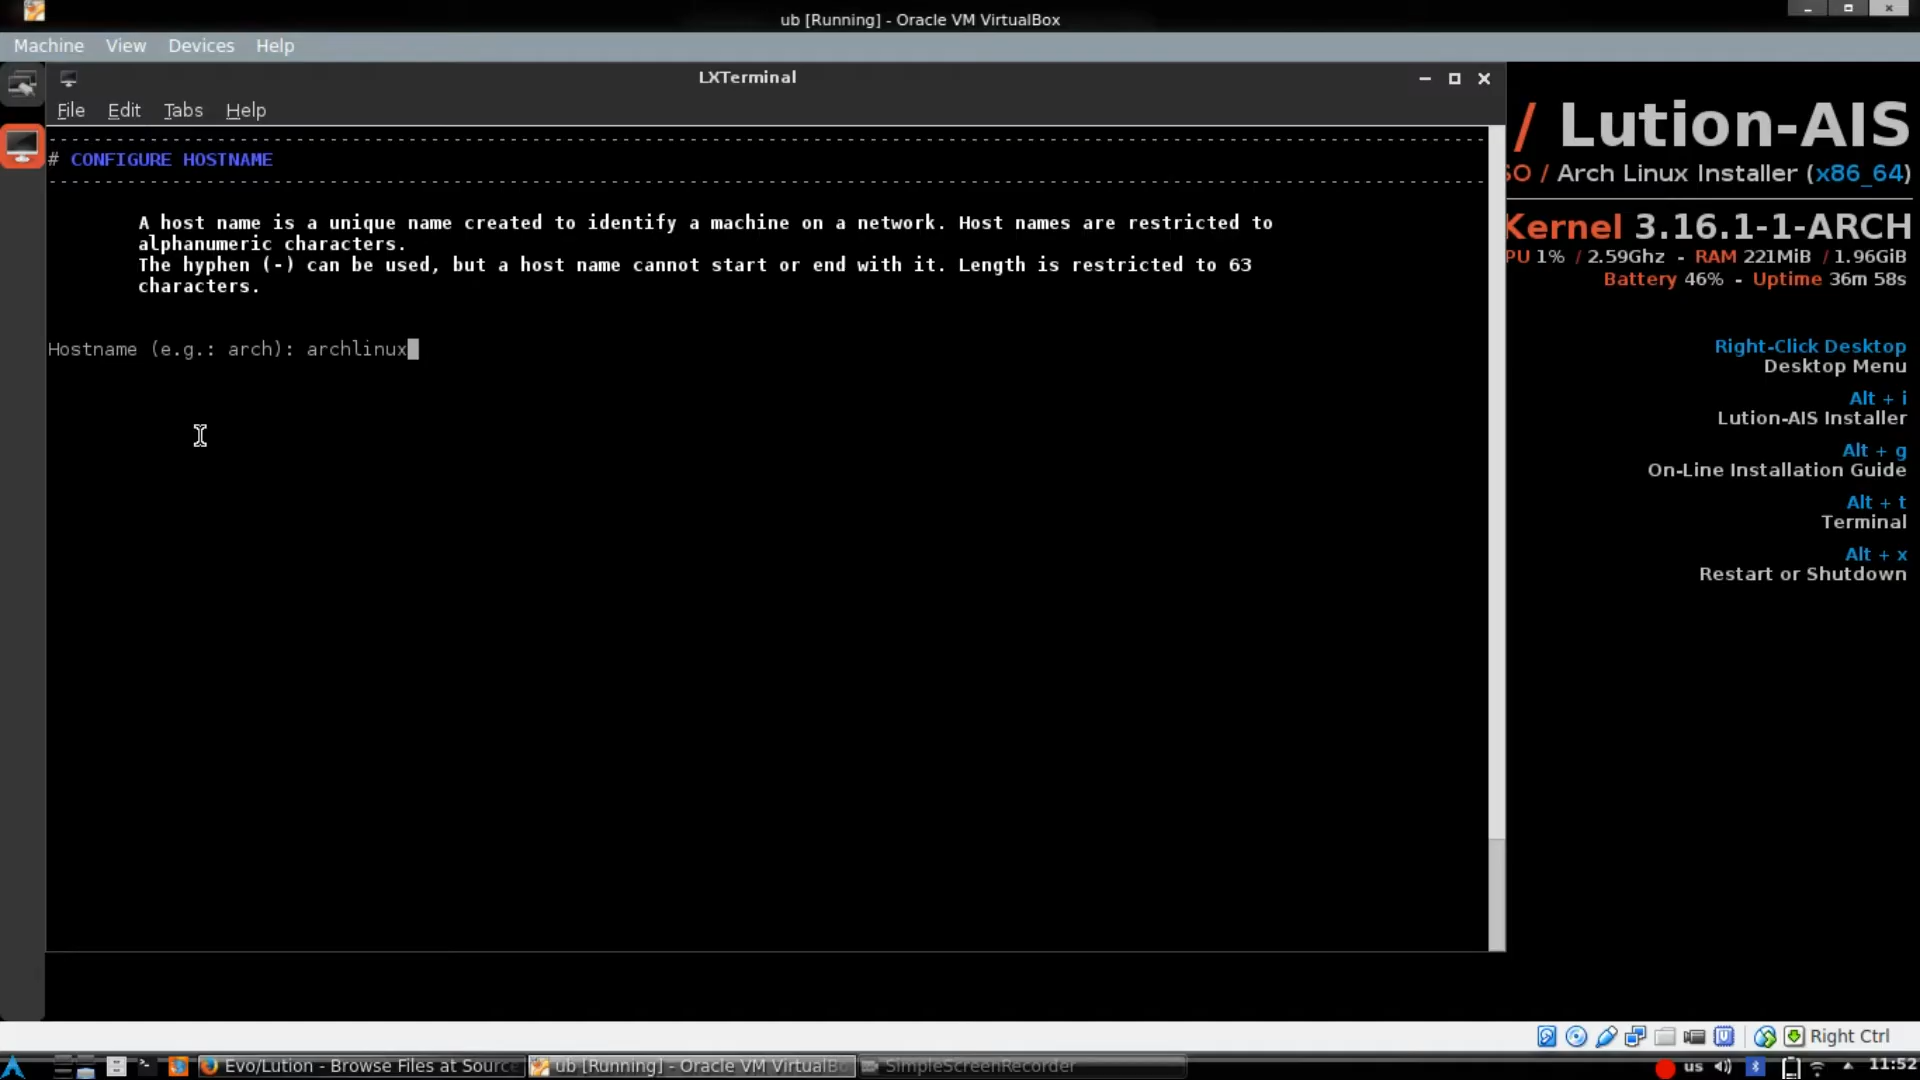 ub [Running] - Oracle VM VirtualBox
Machine View Devices Help
LXTerminal
File Edit Tabs Help
# CONFIGURE HOSTNAME
A host name is a unique name created to identify a machine on a network. Host names are restricted to
alphanumeric characters.
The hyphen (-) can be used, but a host name cannot start or end with it. Length is restricted to 63
characters.
Hostname (e.g.: arch): archlinux
/ Lution-AIS
SO / Arch Linux Installer (x86_64)
Kernel 3.16.1-1-ARCH
PU 1% / 2.59Ghz - RAM 221MiB / 1.96GiB
Battery 46% - Uptime 36m 58s
Right-Click Desktop
Desktop Menu
Alt + i
Lution-AIS Installer
Alt + g
On-Line Installation Guide
Alt + t
Terminal
Alt + x
Restart or Shutdown
Right Ctrl
Evo/Lution - Browse Files at Sourc
ub [Running] - Oracle VM VirtualBo
SimpleScreenRecorder
us
11:52